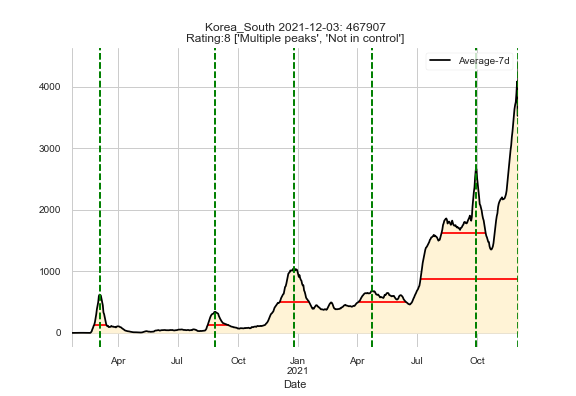 Korea_South 2021-12-03: 467907
Rating:8 ['Multiple peaks', 'Not in control']
Average-7d
4000
3000
2000
1000
0
Apr
Jul
Oct
Jan
2021
Apr
Jul
Oct
Date